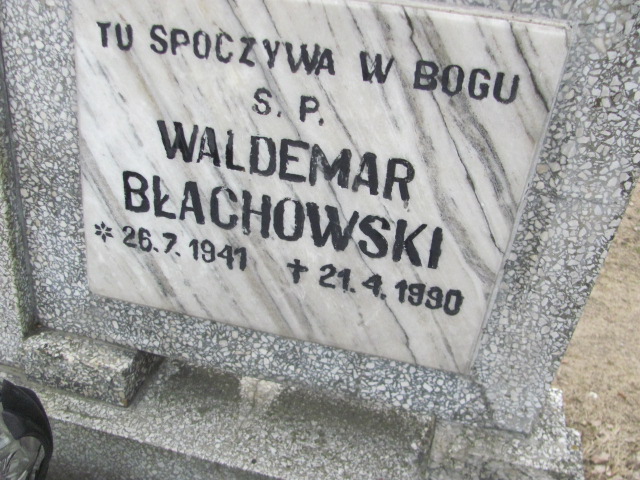 TU SPOCZYWA W BOGU
S. P.
WALDEMAR
BŁACHOWSKI
* 26.7.1941 † 21.4.1990